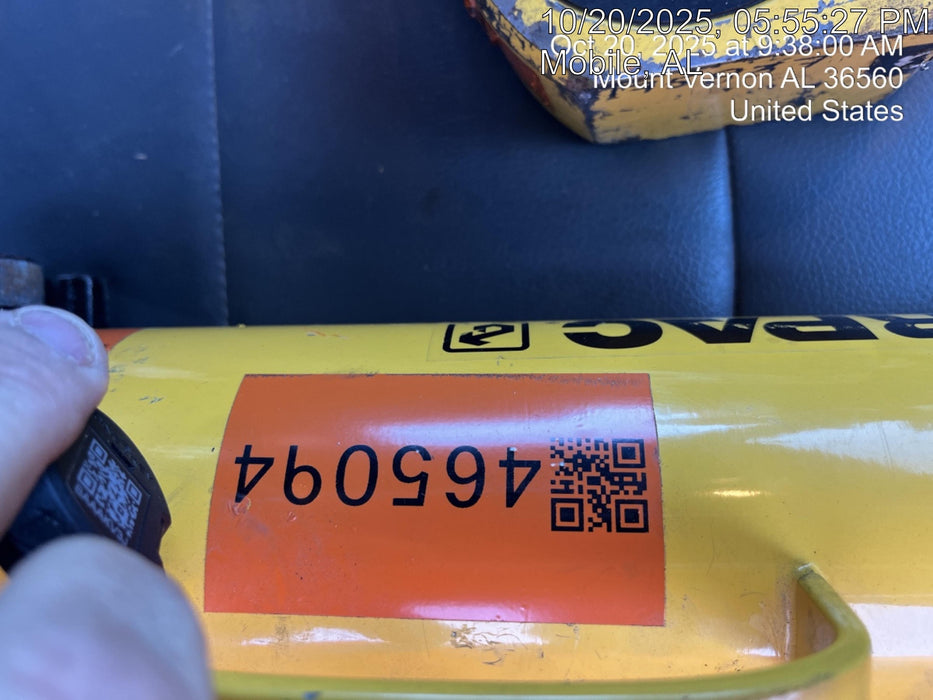 10/20/2025, 05:55:27 PM
Oct 20, 2025 at 9:38:00 AM
Mobile, AL
Mount Vernon AL 36560
United States
RPAC
465094